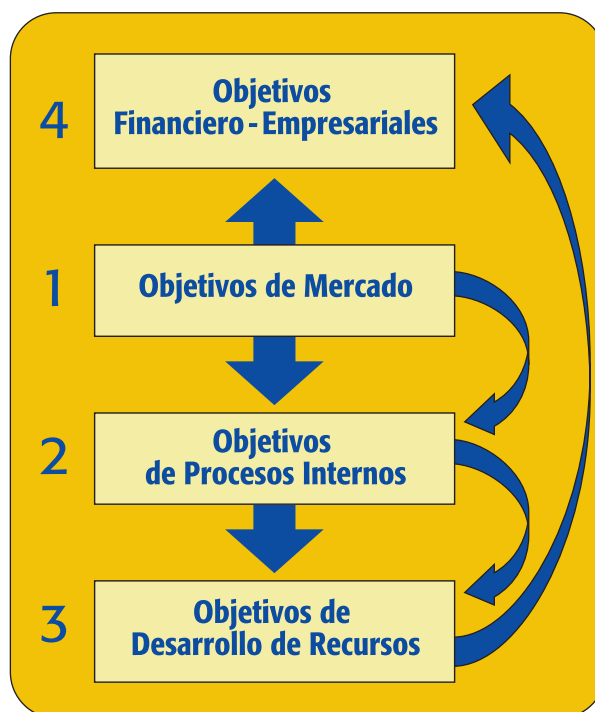 4
Objetivos
Financiero - Empresariales
1
Objetivos de Mercado
2
Objetivos
de Procesos Internos
3
Objetivos de
Desarrollo de Recursos